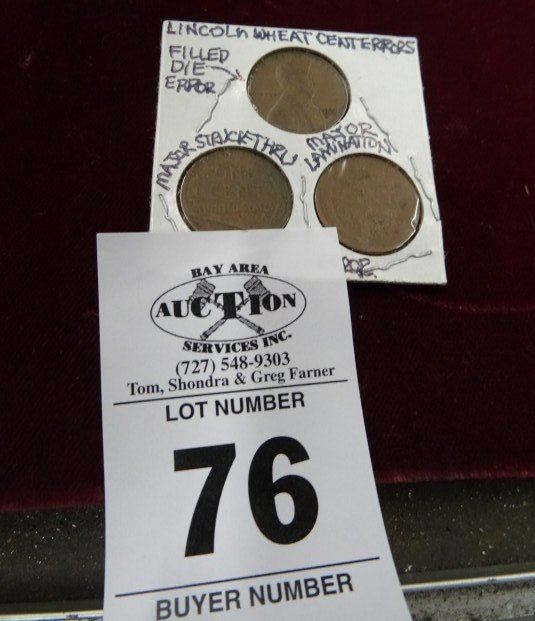 LINCOLN WHEAT CENT ERRORS
FILLED
DIE
ERROR
MAJOR STRUCK THRU
MAJOR
LAMINATION
BAY AREA
AUCTION
SERVICES INC.
(727) 548-9303
Tom, Shondra & Greg Farner
LOT NUMBER
76
BUYER NUMBER